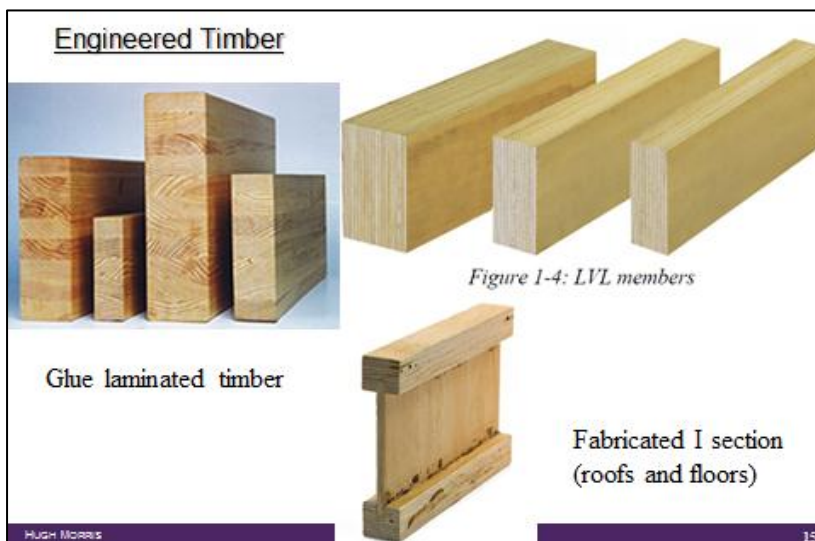 Engineered Timber
Figure 1-4: LVL members
Glue laminated timber
Fabricated I section
(roofs and floors)
HUGH MORRIS
15